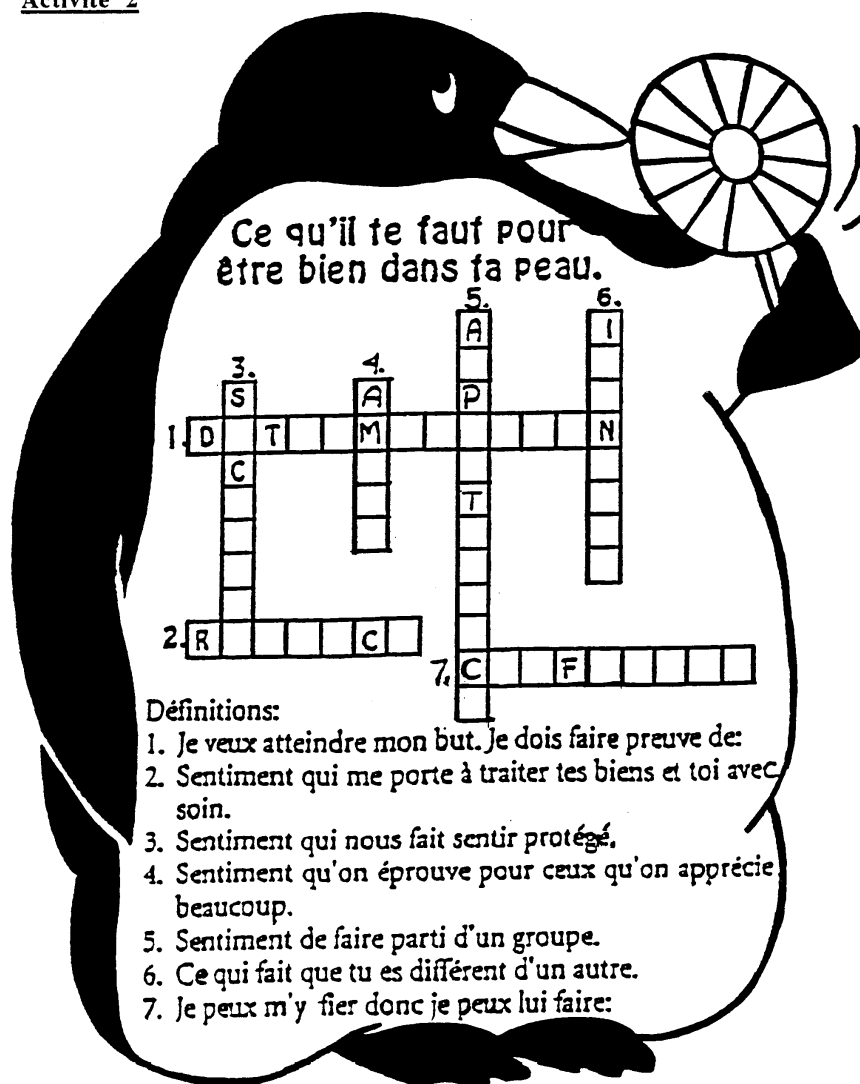 Activité 2
Ce qu'il te faut pour
être bien dans ta peau.
5. 6.
A I
3. 4.
S A P
1. D T M N
C
T
2. R C
7. C F
Définitions:
1. Je veux atteindre mon but. Je dois faire preuve de:
2. Sentiment qui me porte à traiter tes biens et toi avec
soin.
3. Sentiment qui nous fait sentir protégé.
4. Sentiment qu'on éprouve pour ceux qu'on apprécie
beaucoup.
5. Sentiment de faire parti d'un groupe.
6. Ce qui fait que tu es différent d'un autre.
7. Je peux m'y fier donc je peux lui faire: